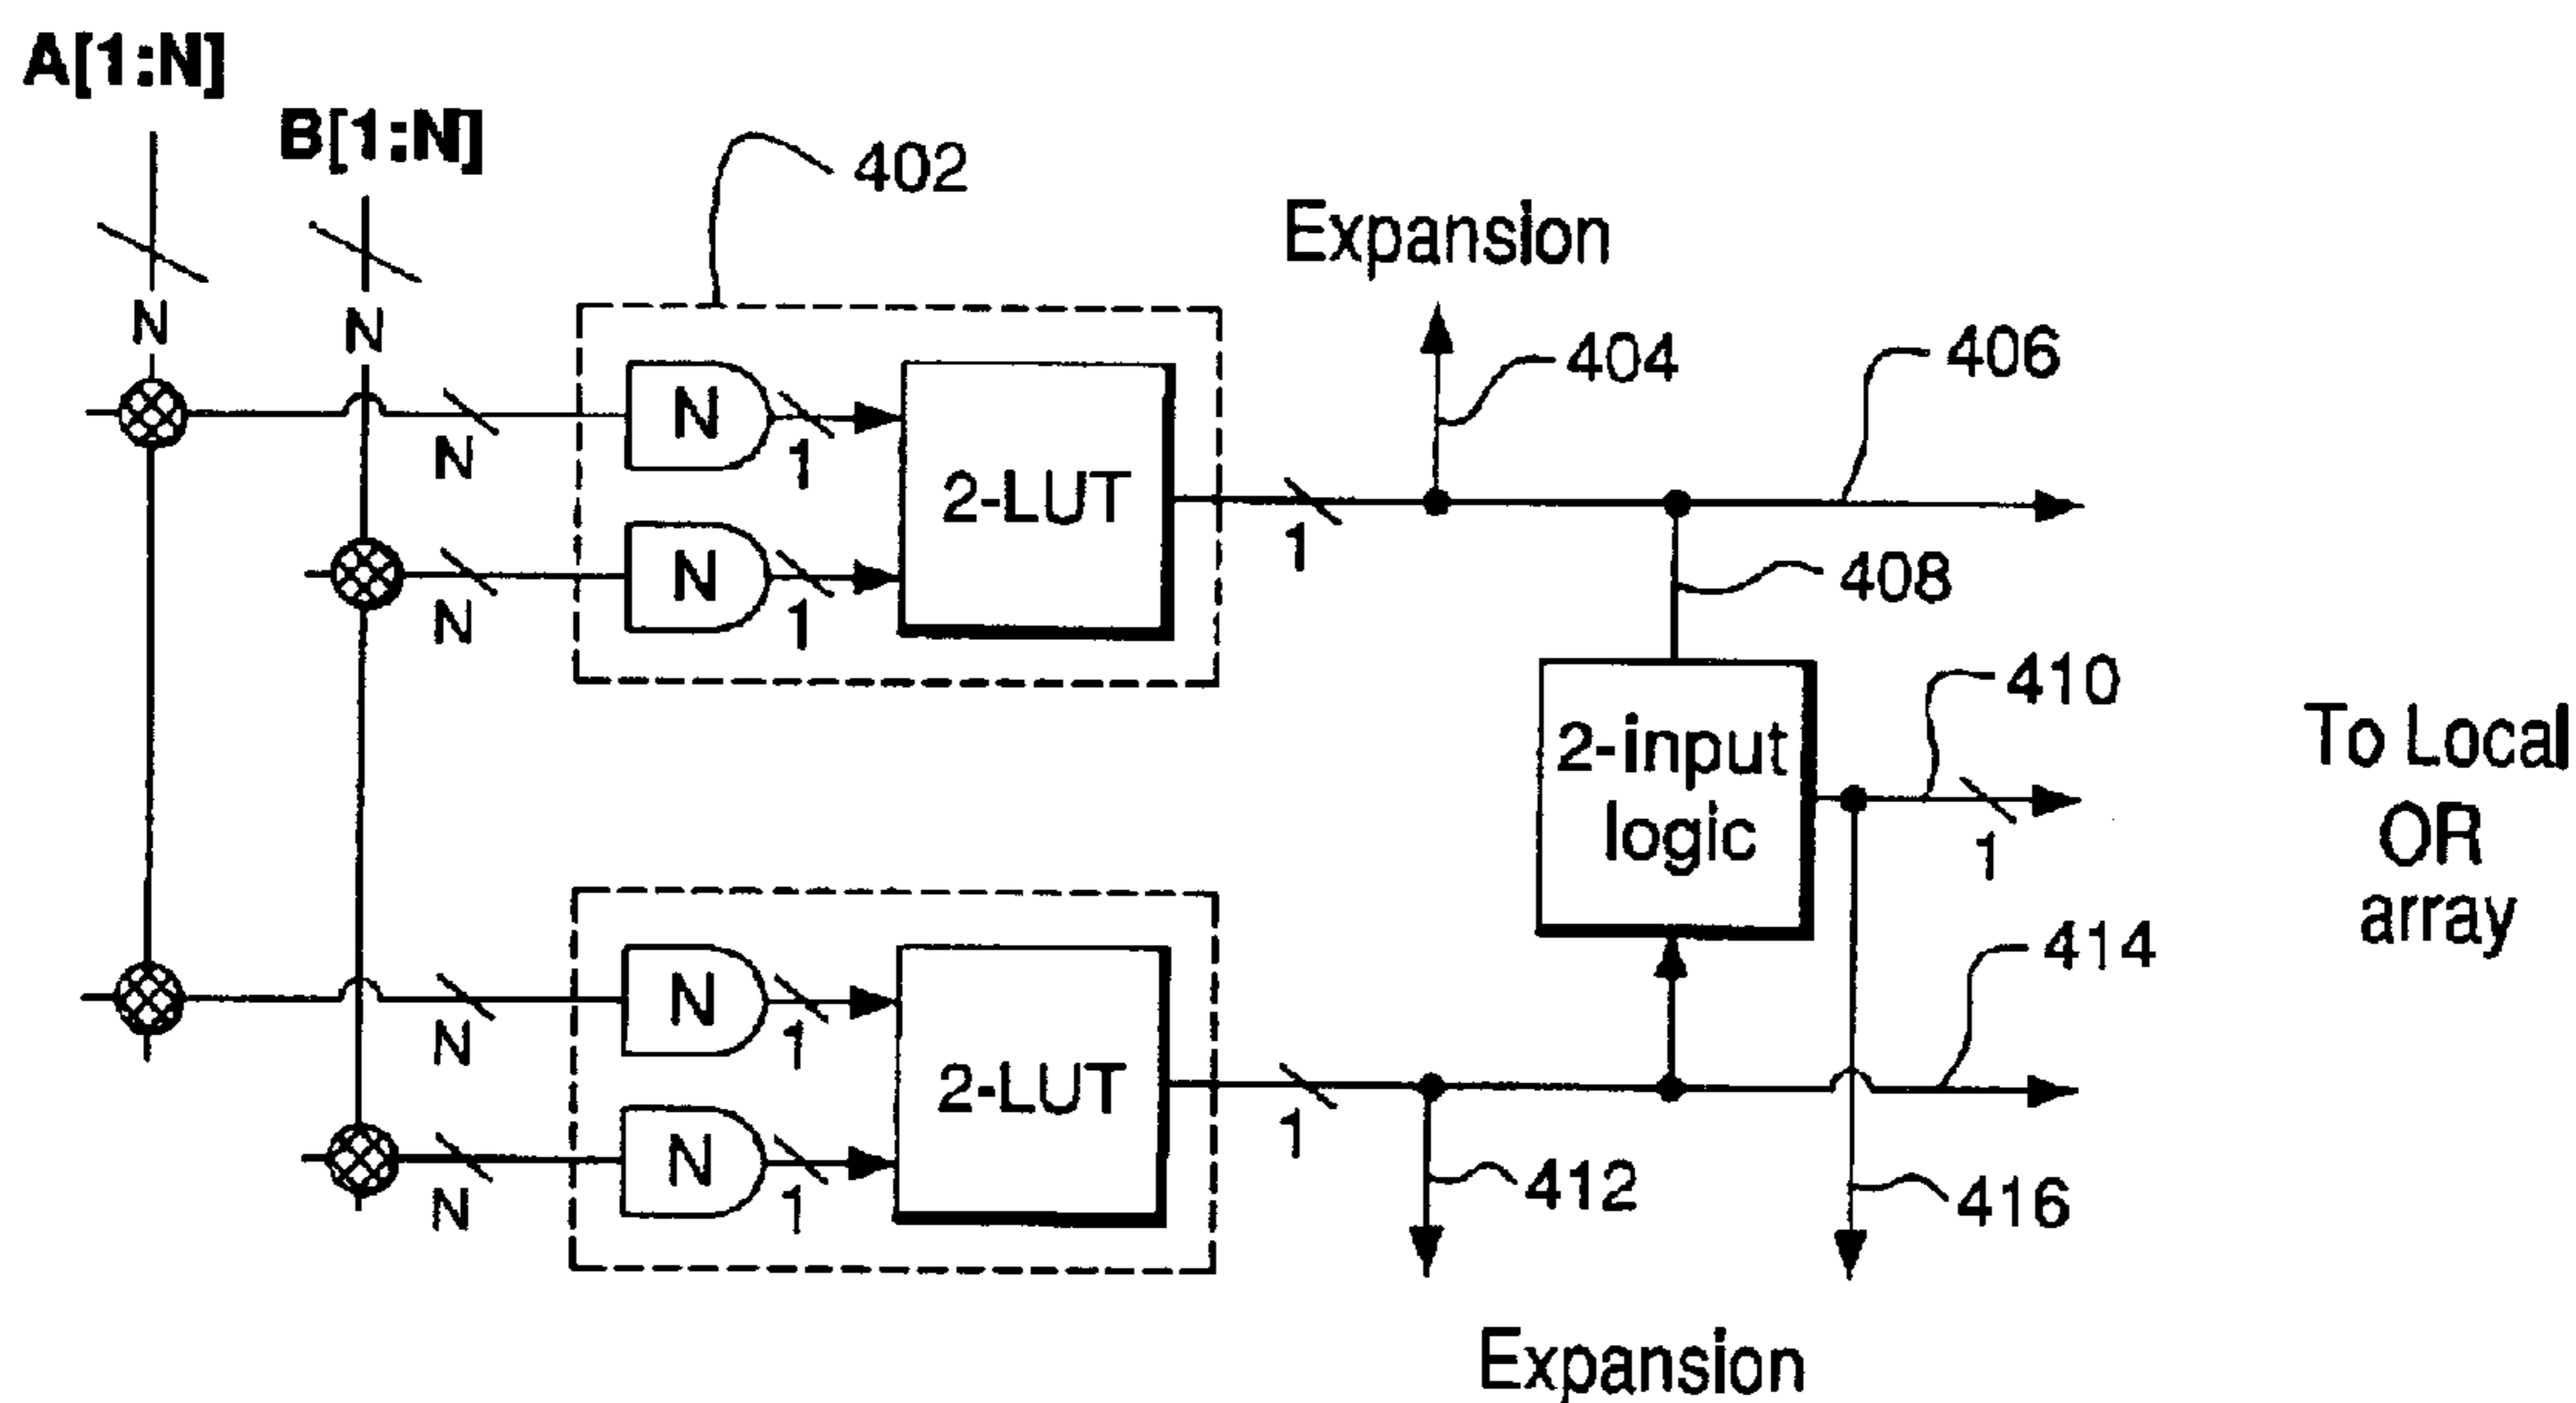 A[1:N]
B[1:N]
402
Expansion
404
406
N
N
N
N
1
2-LUT
1
N
N
1
408
410
2-input
logic
1
To Local
OR
array
414
N
N
1
2-LUT
1
N
N
1
412
416
Expansion